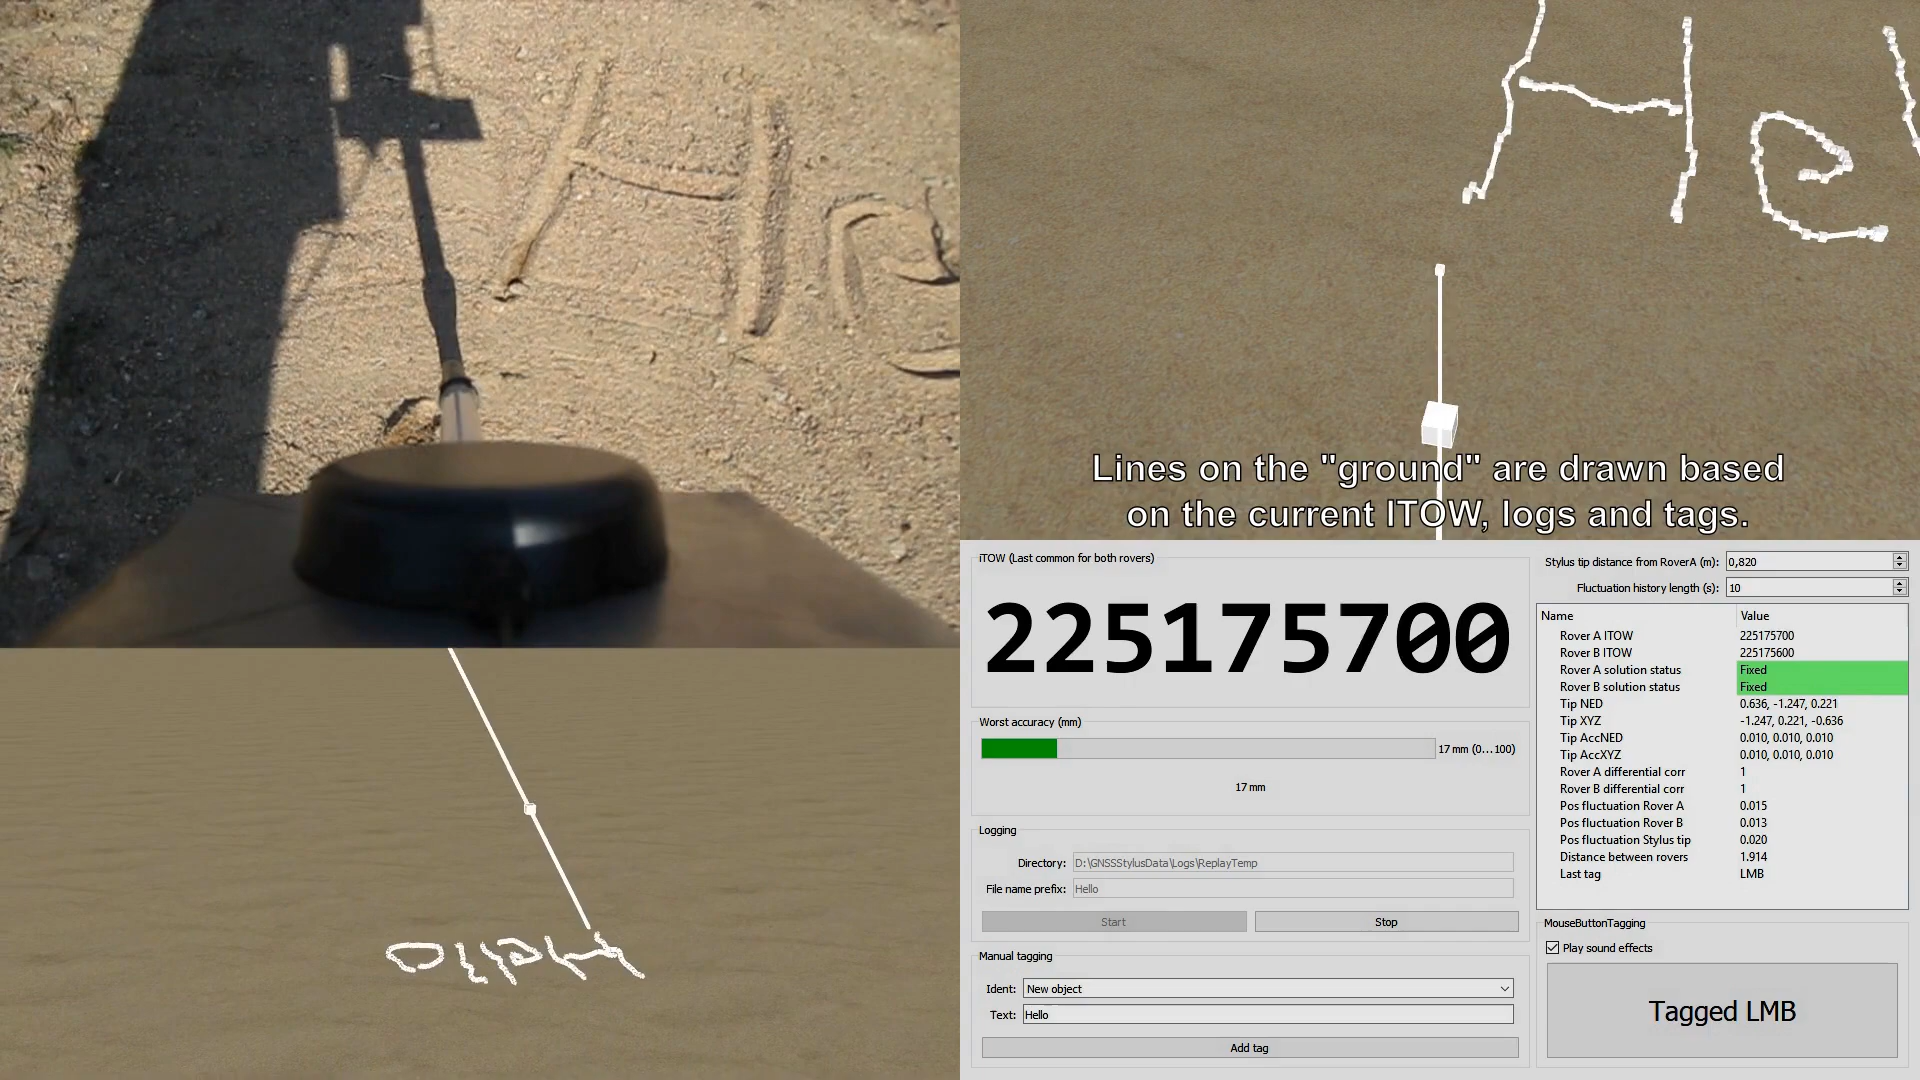 He
Hel
Lines on the "ground" are drawn based
on the current ITOW, logs and tags.
Hello
iTOW (Last common for both rovers)
225175700
Worst accuracy (mm)
17 mm (0...100)
17 mm
Logging
Directory: D:\GNSSStylusData\Logs\ReplayTemp
File name prefix: Hello
Start Stop
Manual tagging
Ident: New object
Text: Hello
Add tag
Stylus tip distance from RoverA (m): 0,820
Fluctuation history length (s): 10
Name Value
Rover A ITOW 225175700
Rover B ITOW 225175600
Rover A solution status Fixed
Rover B solution status Fixed
Tip NED 0.636, -1.247, 0.221
Tip XYZ -1.247, 0.221, -0.636
Tip AccNED 0.010, 0.010, 0.010
Tip AccXYZ 0.010, 0.010, 0.010
Rover A differential corr 1
Rover B differential corr 1
Pos fluctuation Rover A 0.015
Pos fluctuation Rover B 0.013
Pos fluctuation Stylus tip 0.020
Distance between rovers 1.914
Last tag LMB
MouseButtonTagging
Play sound effects
Tagged LMB